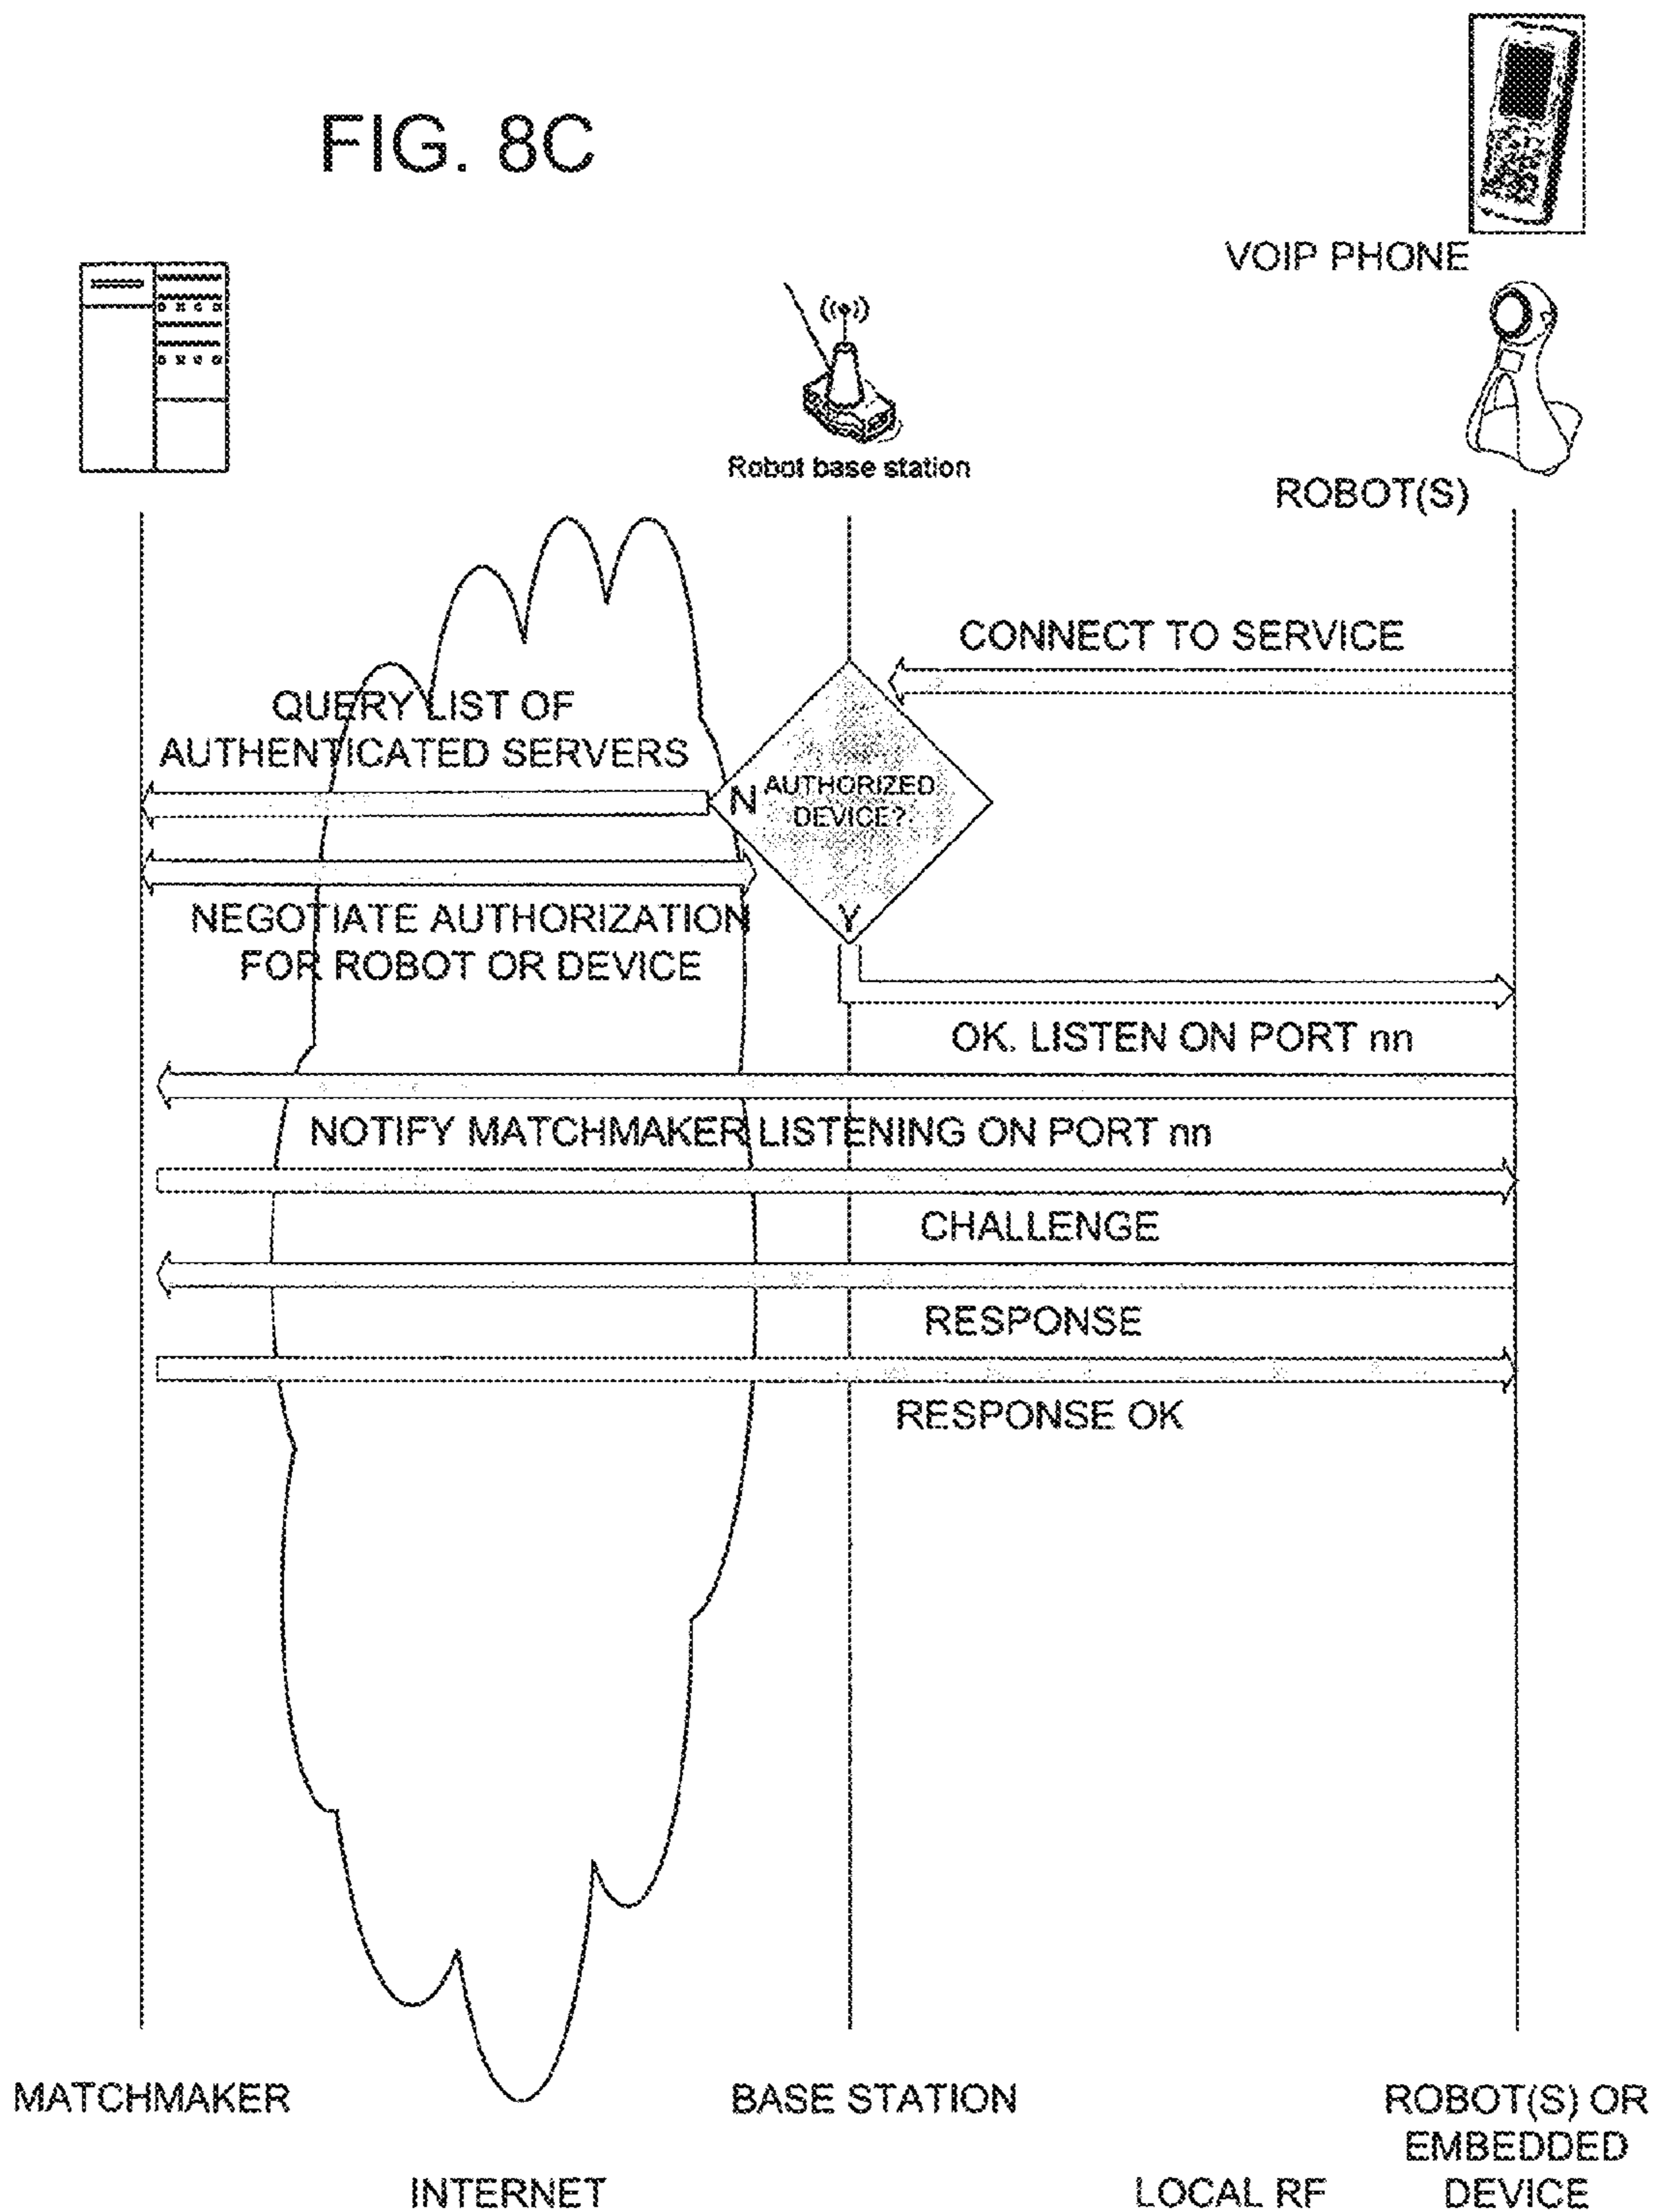 FIG. 8C
VOIP PHONE
Robot base station
ROBOT(S)
CONNECT TO SERVICE
QUERY LIST OF
AUTHENTICATED SERVERS
N
AUTHORIZED
DEVICE?
Y
NEGOTIATE AUTHORIZATION
FOR ROBOT OR DEVICE
OK. LISTEN ON PORT nn
NOTIFY MATCHMAKER LISTENING ON PORT nn
CHALLENGE
RESPONSE
RESPONSE OK
MATCHMAKER
BASE STATION
ROBOT(S) OR
EMBEDDED
DEVICE
INTERNET
LOCAL RF